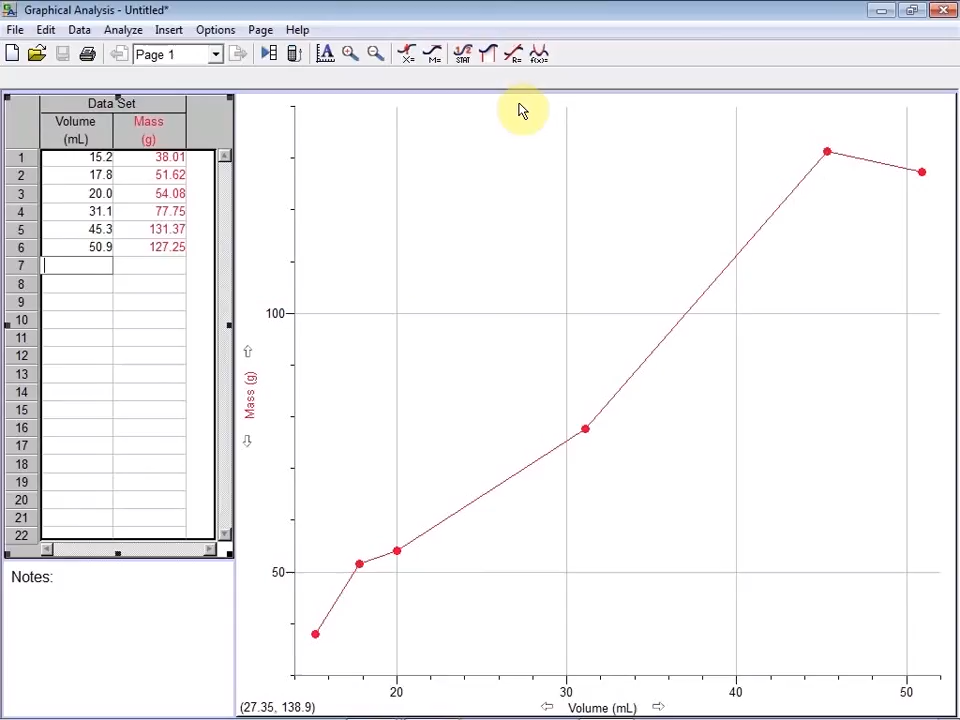 Graphical Analysis - Untitled*
File Edit Data Analyze Insert Options Page Help
Page 1 X= M= STAT R= f(x)=
Data Set
Volume Mass
(mL) (g)
1 15.2 38.01
2 17.8 51.62
3 20.0 54.08
4 31.1 77.75
5 45.3 131.37
6 50.9 127.25
7
8
9
10
11
12
13
14
15
16
17
18
19
20
21
22
Notes:
100
Mass (g)
50
20 30 40 50
(27.35, 138.9) Volume (mL)